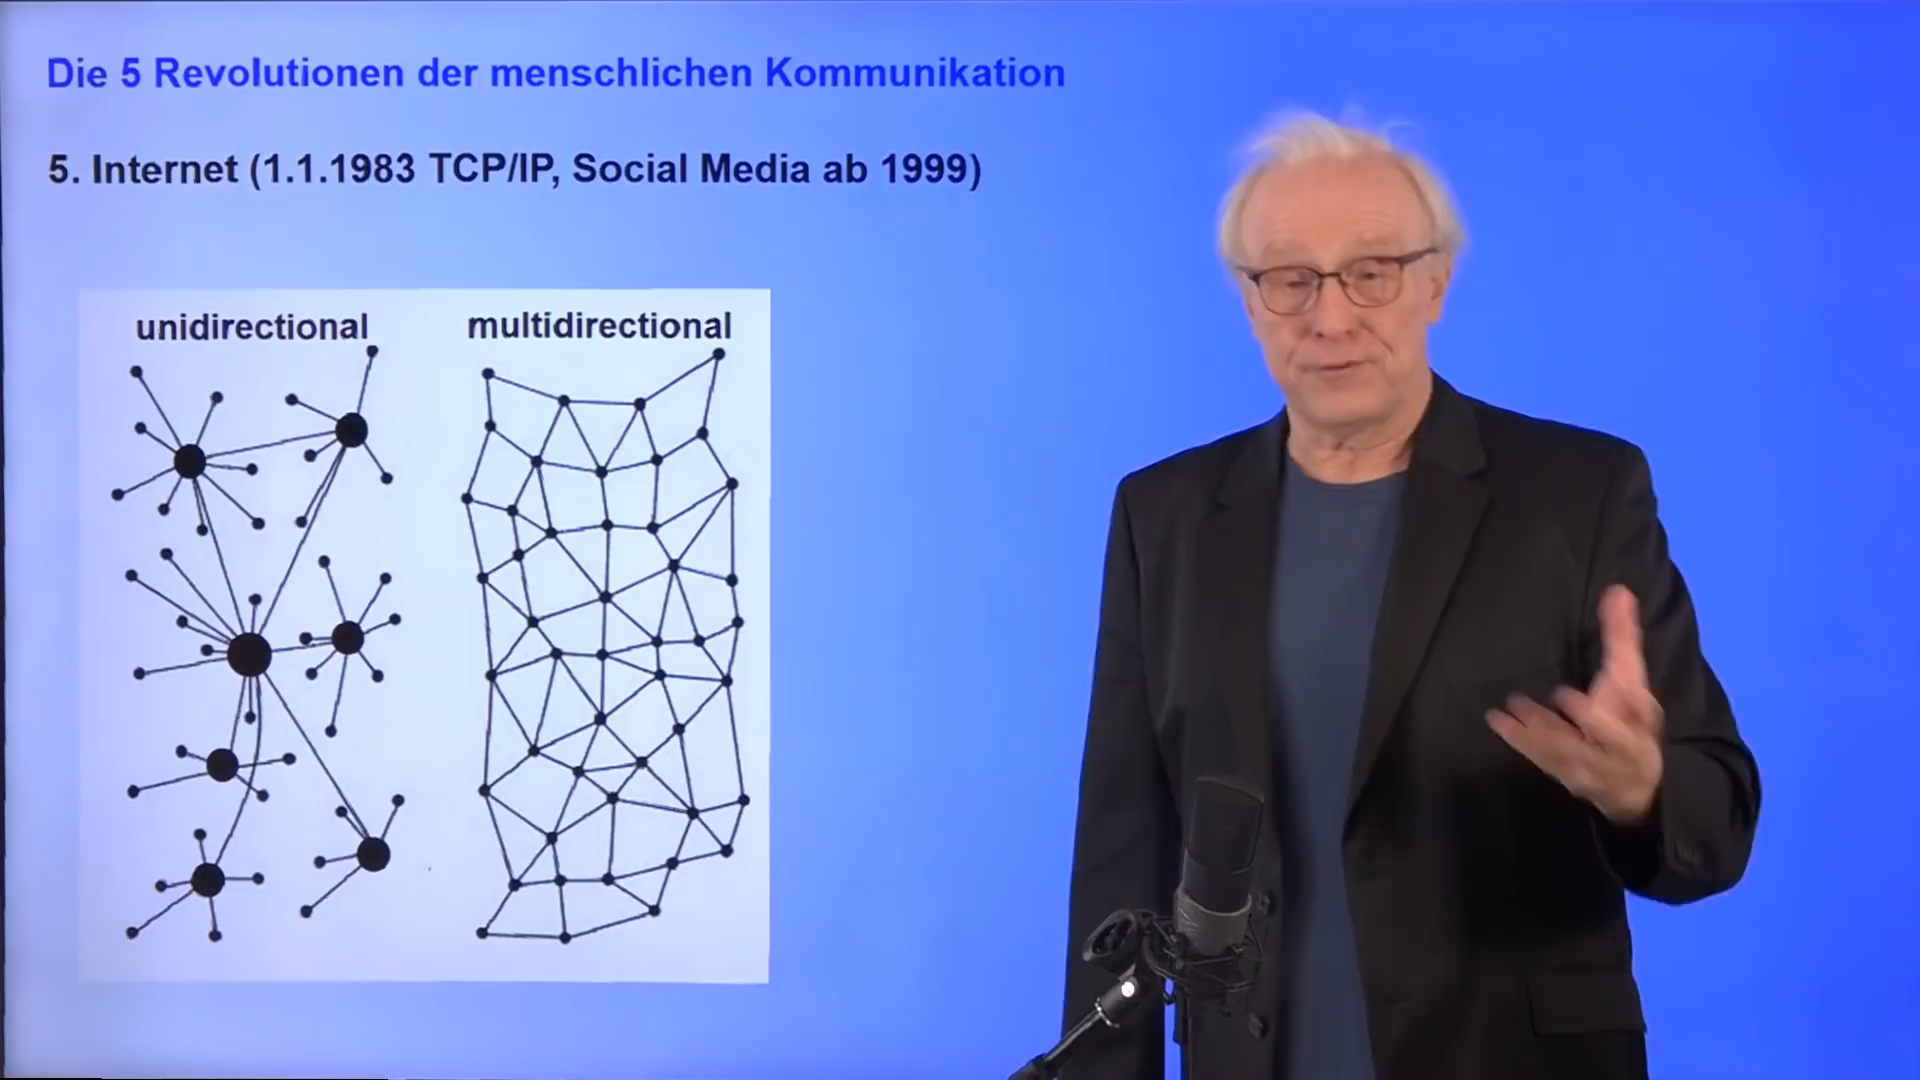 Die 5 Revolutionen der menschlichen Kommunikation
5. Internet (1.1.1983 TCP/IP, Social Media ab 1999)
unidirectional
multidirectional